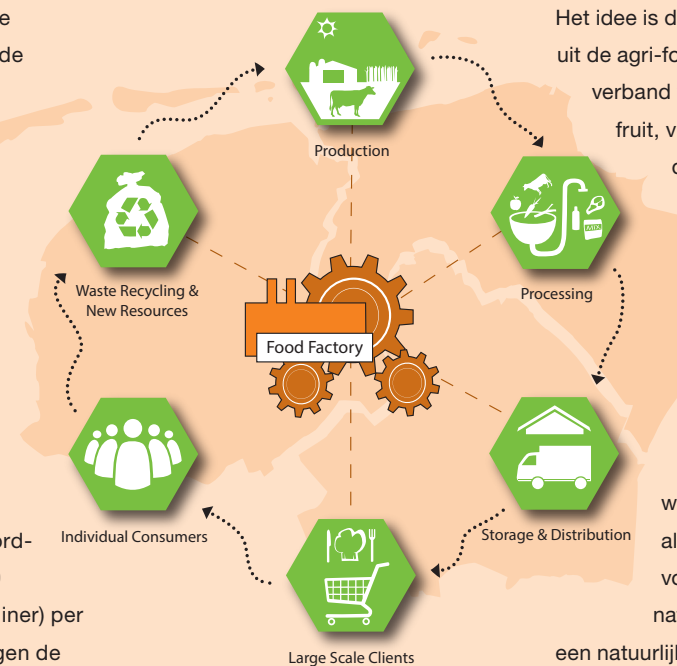 e
de
Het idee is d
uit de agri-fo
verband
fruit, v
Production
Waste Recycling &
New Resources
MIX
Processing
Food Factory
Individual Consumers
Storage & Distribution
Large Scale Clients
ord-
iner) per
gen de
w
al
vo
na
een natuurlijk